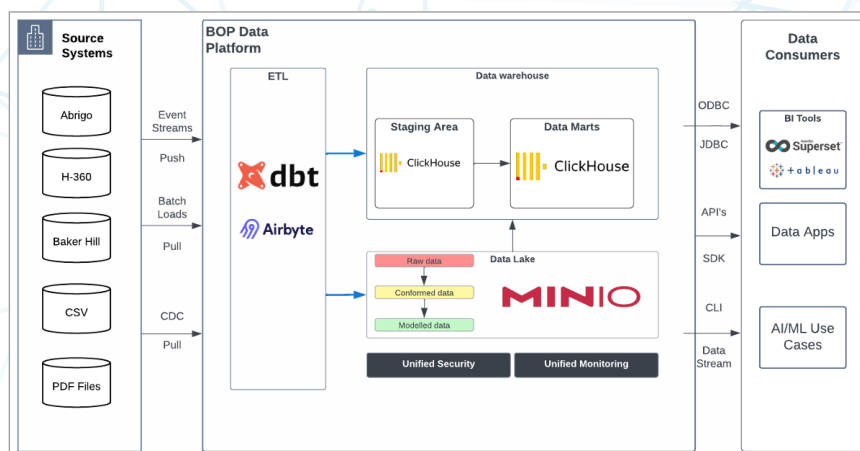 Source
Systems
Abrigo
H-360
Baker Hill
CSV
PDF Files
Event
Streams
Push
Batch
Loads
Pull
CDC
Pull
BOP Data
Platform
ETL
dbt
Airbyte
Data warehouse
Staging Area
ClickHouse
Data Marts
ClickHouse
Data Lake
Raw data
Conformed data
Modelled data
MINIO
Unified Security
Unified Monitoring
ODBC
JDBC
API's
SDK
CLI
Data
Stream
Data
Consumers
BI Tools
Superset
+ a b l e a u
Data Apps
AI/ML Use
Cases